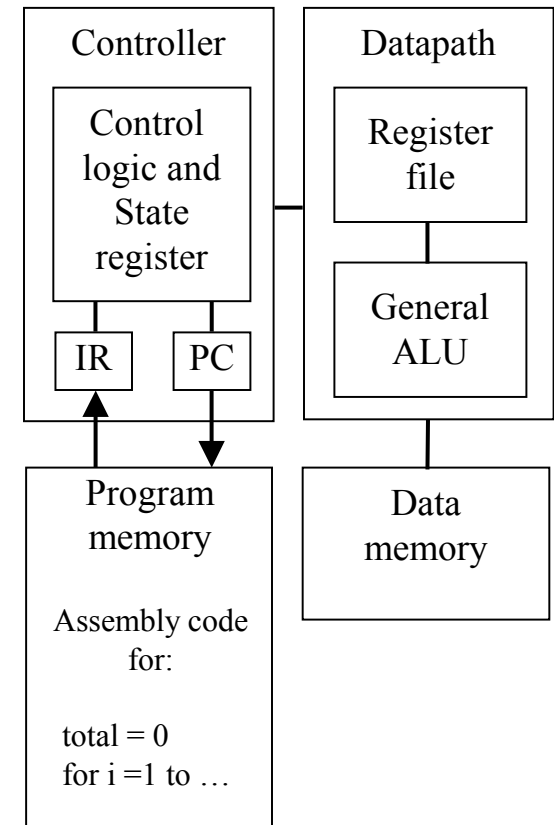 Controller
Control
logic and
State
register
IR
PC
Datapath
Register
file
General
ALU
Program
memory
Assembly code
for:
total = 0
for i =1 to …
Data
memory